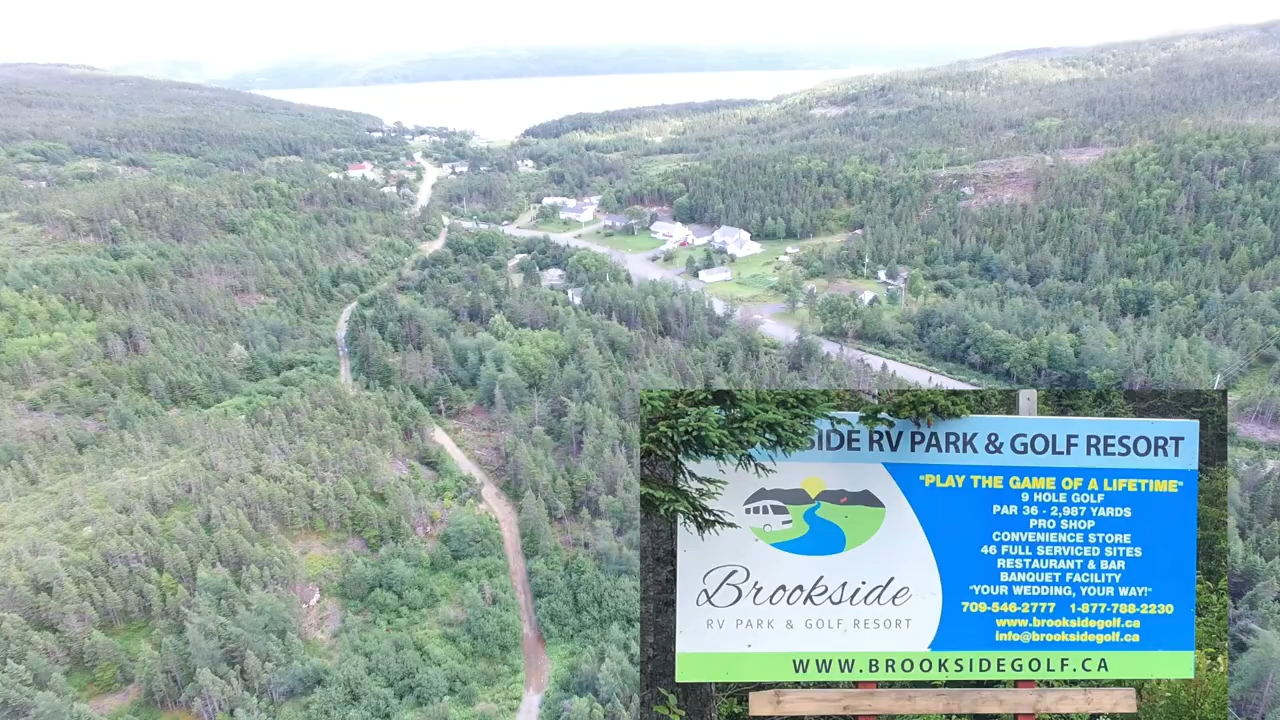 SIDE RV PARK & GOLF RESORT
"PLAY THE GAME OF A LIFETIME"
9 HOLE GOLF
PAR 36 - 2,987 YARDS
PRO SHOP
CONVENIENCE STORE
46 FULL SERVICED SITES
RESTAURANT & BAR
BANQUET FACILITY
"YOUR WEDDING, YOUR WAY!"
709-546-2777 1-877-788-2230
www.brooksidegolf.ca
info@brooksidegolf.ca
Brookside
RV PARK & GOLF RESORT
WWW.BROOKSIDEGOLF.CA